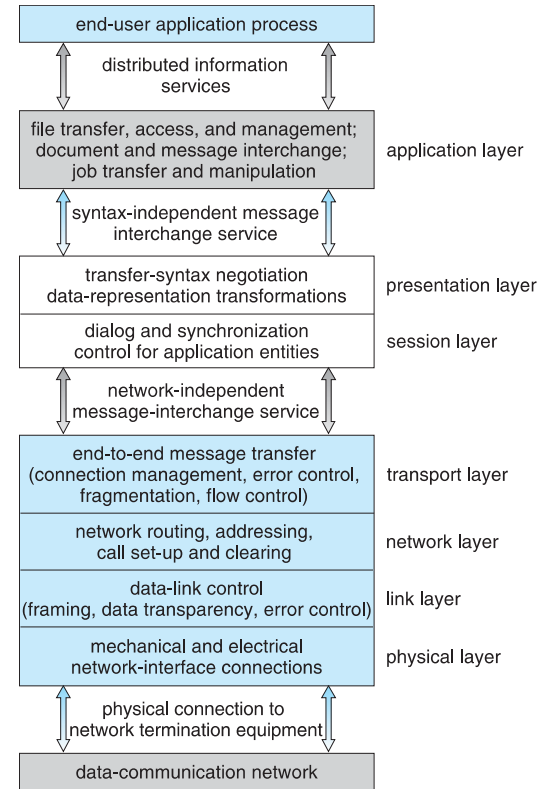 end-user application process
distributed information
services
file transfer, access, and management;
document and message interchange;
job transfer and manipulation
application layer
syntax-independent message
interchange service
transfer-syntax negotiation
data-representation transformations
presentation layer
dialog and synchronization
control for application entities
session layer
network-independent
message-interchange service
end-to-end message transfer
(connection management, error control,
fragmentation, flow control)
transport layer
network routing, addressing,
call set-up and clearing
network layer
data-link control
(framing, data transparency, error control)
link layer
mechanical and electrical
network-interface connections
physical layer
physical connection to
network termination equipment
data-communication network